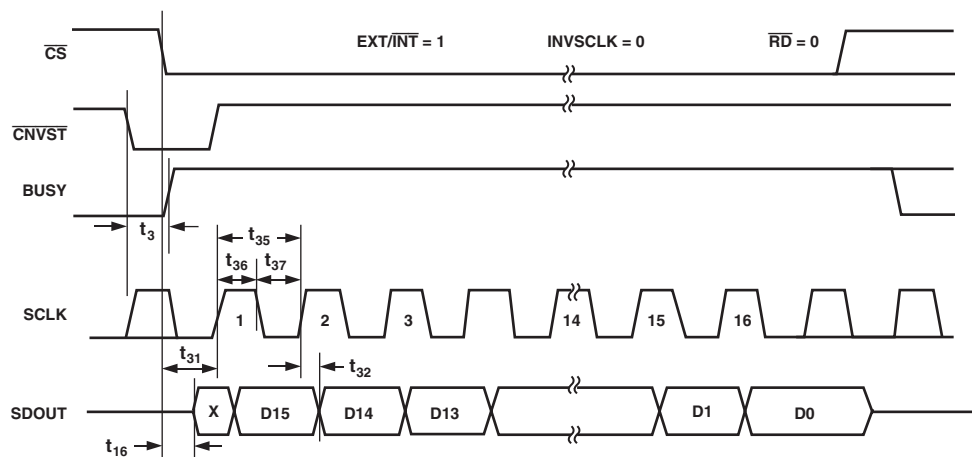 EXT/INT = 1 INVSCLK = 0 RD = 0
CS
CNVST
BUSY
t3
t35
t36 t37
SCLK
1 2 3 14 15 16
t31
t32
SDOUT
X D15 D14 D13 D1 D0
t16